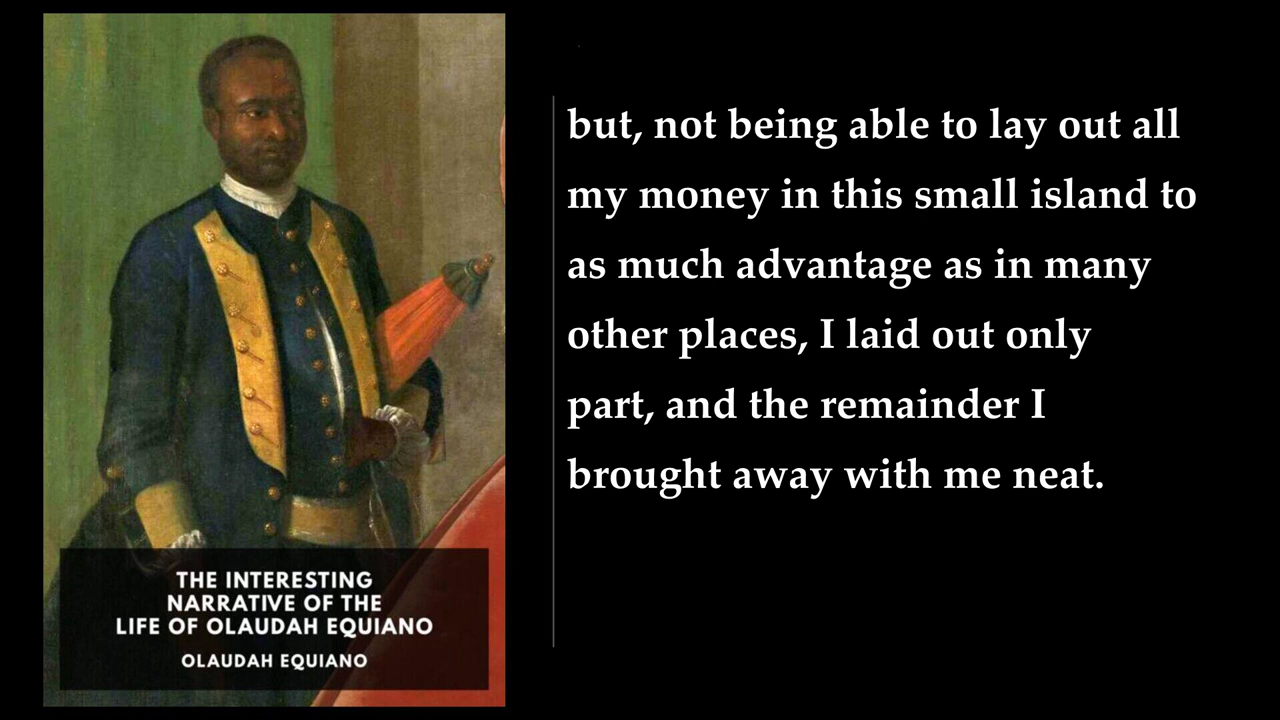 but, not being able to lay out all
my money in this small island to
as much advantage as in many
other places, I laid out only
part, and the remainder I
brought away with me neat.
THE INTERESTING
NARRATIVE OF THE
LIFE OF OLAUDAH EQUIANO
OLAUDAH EQUIANO